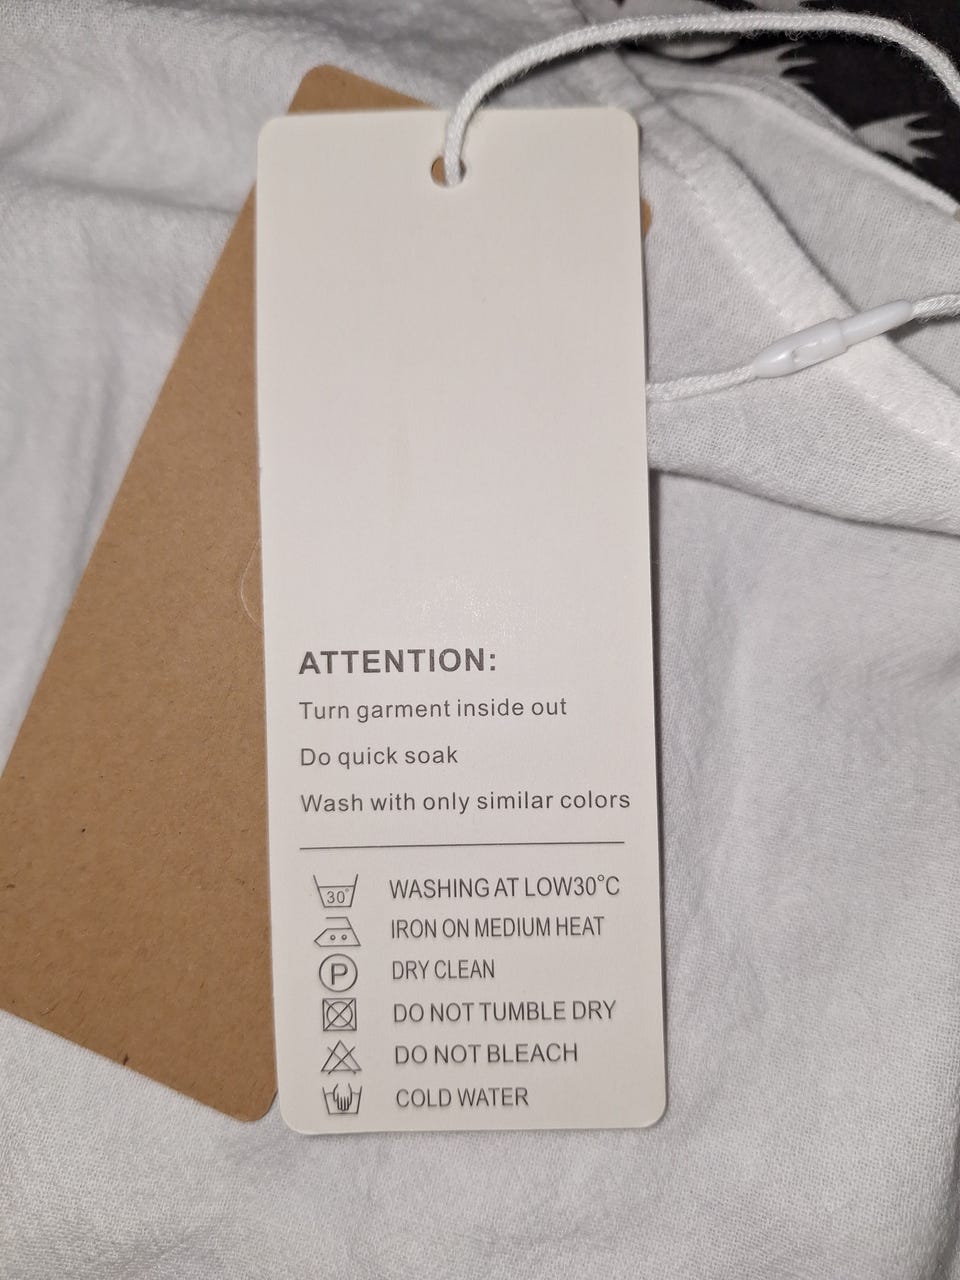 ATTENTION:
Turn garment inside out
Do quick soak
Wash with only similar colors
30° WASHING AT LOW30°C
IRON ON MEDIUM HEAT
P DRY CLEAN
DO NOT TUMBLE DRY
DO NOT BLEACH
COLD WATER